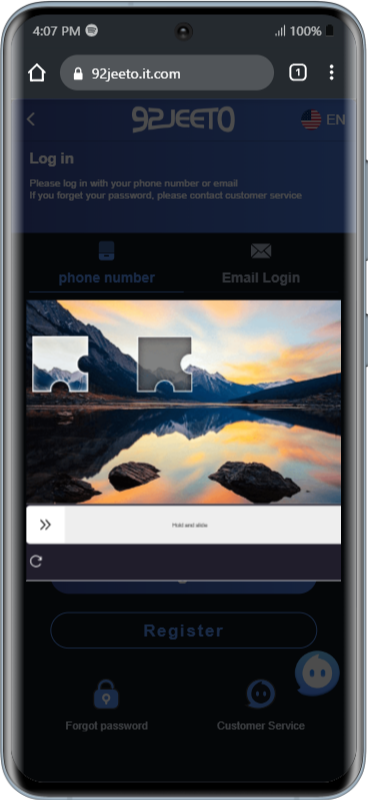 4:07 PM
100%
92jeeto.it.com
1
92JEETO
EN
Log in
Please log in with your phone number or email
If you forget your password, please contact customer service
phone number
Email Login
Hold and slide
Register
Forgot password
Customer Service